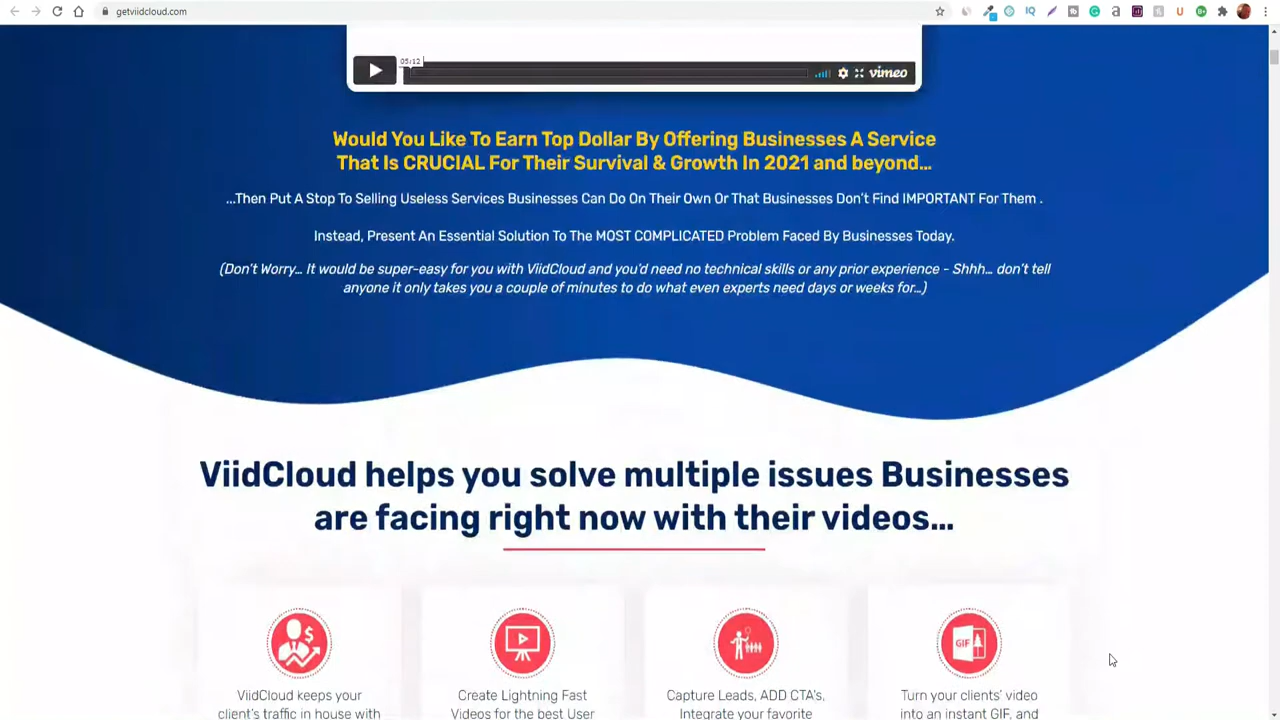 getviidcloud.com
05:12
vimeo
Would You Like To Earn Top Dollar By Offering Businesses A Service
That Is CRUCIAL For Their Survival & Growth In 2021 and beyond...
...Then Put A Stop To Selling Useless Services Businesses Can Do On Their Own Or That Businesses Don't Find IMPORTANT For Them .
Instead, Present An Essential Solution To The MOST COMPLICATED Problem Faced By Businesses Today.
(Don't Worry... It would be super-easy for you with ViidCloud and you'd need no technical skills or any prior experience - Shhh... don't tell
anyone it only takes you a couple of minutes to do what even experts need days or weeks for...)
ViidCloud helps you solve multiple issues Businesses
are facing right now with their videos...
GIF
ViidCloud keeps your
client's traffic in house with
Create Lightning Fast
Videos for the best User
Capture Leads, ADD CTA's,
Integrate your favorite
Turn your clients' video
into an instant GIF, and